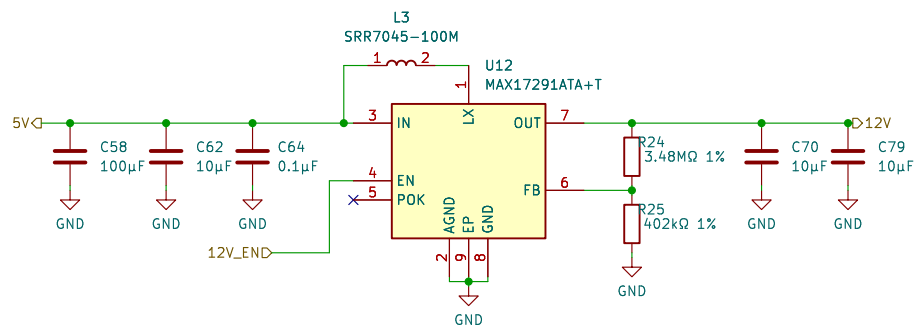 L3
SRR7045-100M
1 2
U12
MAX17291ATA+T
1
LX
5V
3 IN
OUT 7
12V
C58
100µF
C62
10µF
C64
0.1µF
R24
3.48MΩ 1%
C70
10µF
C79
10µF
4 EN
5 POK
FB 6
R25
402kΩ 1%
GND
GND
GND
GND
GND
AGND
EP
GND
12V_EN
2 9 8
GND
GND